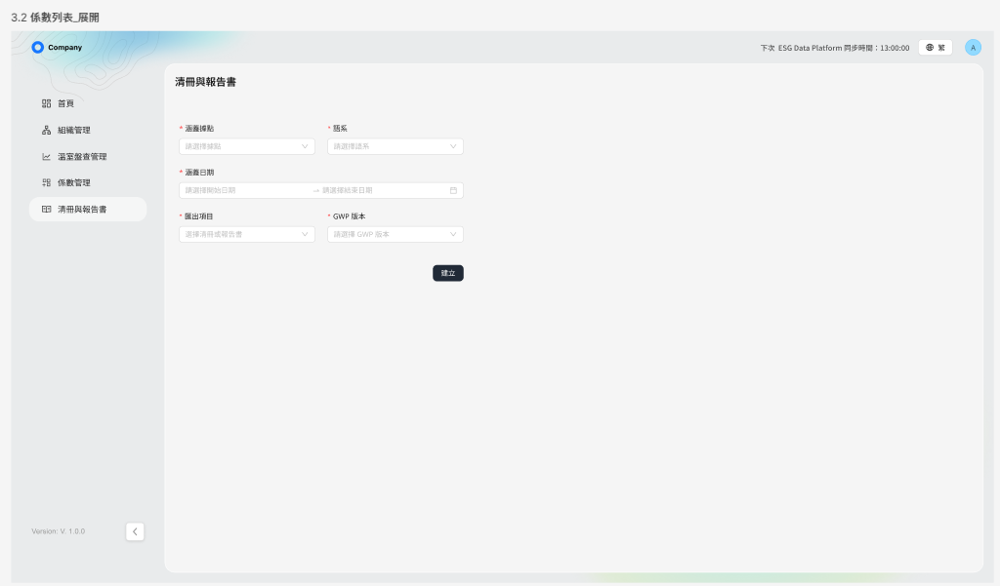 3.2 係數列表_展開
Company
下次 ESG Data Platform 同步時間：13:00:00
繁
A
首頁
組織管理
溫室盤查管理
係數管理
清冊與報告書
Version: V. 1.0.0
清冊與報告書
* 涵蓋據點
請選擇據點
* 語系
請選擇語系
* 涵蓋日期
請選擇開始日期 → 請選擇結束日期
* 匯出項目
選擇清冊或報告書
* GWP 版本
請選擇 GWP 版本
建立